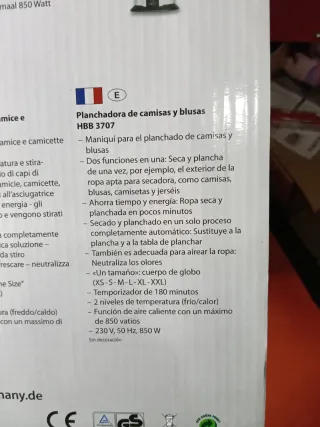 maal 850 Watt
E
Planchadora de camisas y blusas
HBB 3707
– Maniqui para el planchado de camisas y
blusas
– Dos funciones en una: Seca y plancha
de una vez, por ejemplo, el exterior de la
ropa apta para secadora, como camisas,
blusas, camisetas y jerséis
– Ahorra tiempo y energía: Ropa seca y
planchada en pocos minutos
– Secado y planchado en un solo proceso
completamente automático: Sustituye a la
plancha y a la tabla de planchar
– También es adecuada para airear la ropa:
Neutraliza los olores
– «Un tamaño»: cuerpo de globo
(XS - S - M - L - XL - XXL)
– Temporizador de 180 minutos
– 2 niveles de temperatura (frío/calor)
– Función de aire caliente con un máximo
de 850 vatios
– 230 V, 50 Hz, 850 W
Sin decoración
amice e
amice e camicette
atura e stira-
io di capi di
amicie, camicette,
all'asciugatrice
energia - gli
o e vengono stirati
a completamente
ica soluzione –
da stiro
frescare – neutralizza
ne Size"
)
ura (freddo/caldo)
con un massimo di
many.de
CE
GS